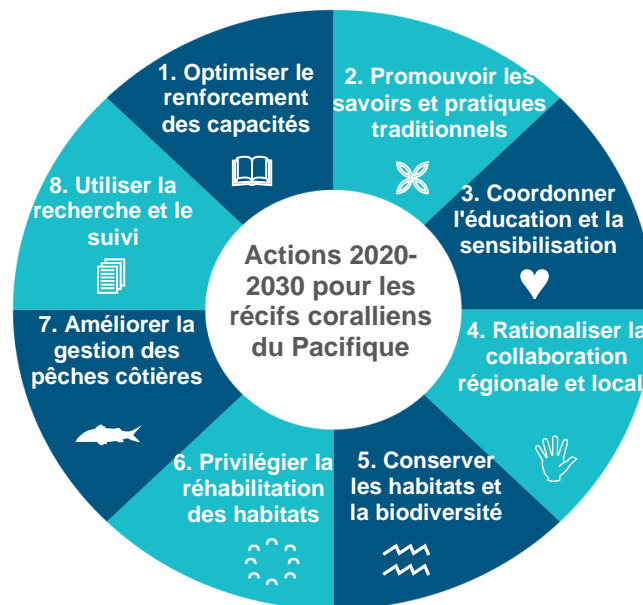 1. Optimiser le
renforcement
des capacités
2. Promouvoir les
savoirs et pratiques
traditionnels
3. Coordonner
l'éducation et la
sensibilisation
4. Rationaliser la
collaboration
régionale et local
5. Conserver
les habitats et
la biodiversité
6. Privilégier la
réhabilitation
des habitats
7. Améliorer la
gestion des
pêches côtières
8. Utiliser la
recherche et le
suivi
Actions 2020-
2030 pour les
récifs coralliens
du Pacifique